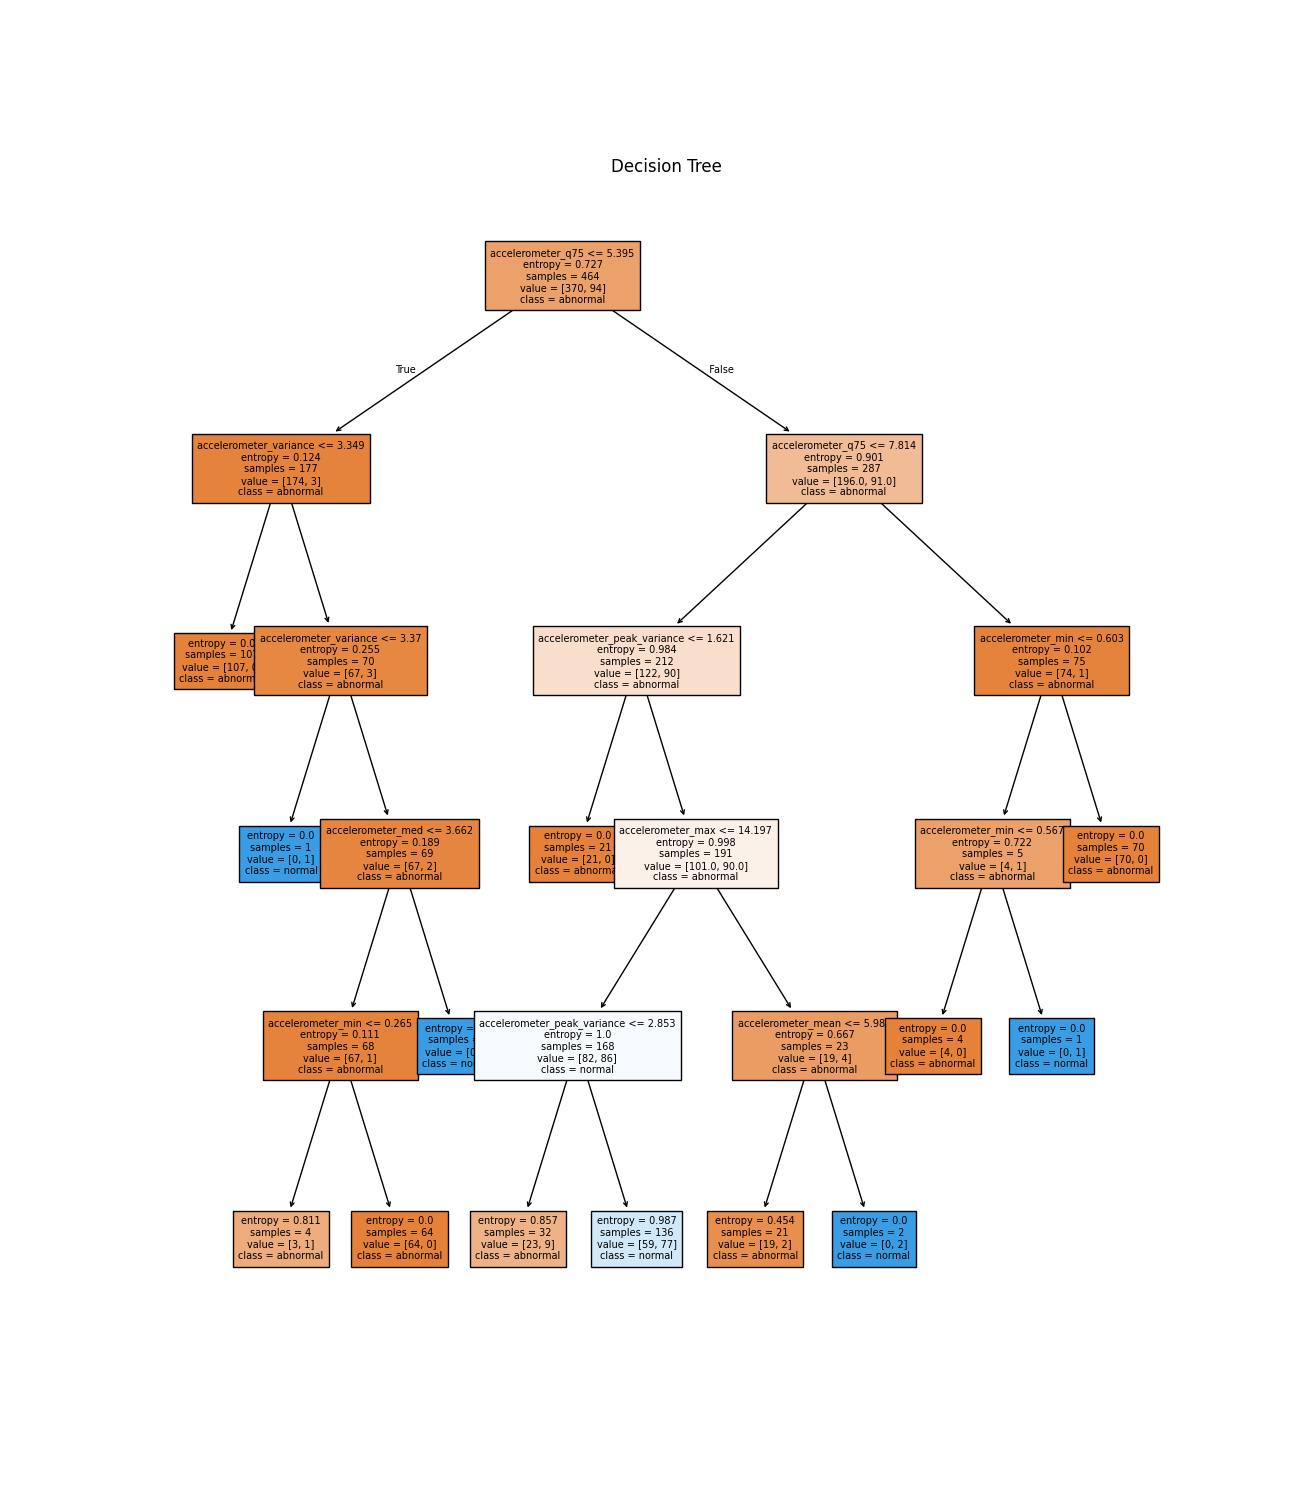 Decision Tree
accelerometer_q75 <= 5.395
entropy = 0.727
samples = 464
value = [370, 94]
class = abnormal
True
False
accelerometer_variance <= 3.349
entropy = 0.124
samples = 177
value = [174, 3]
class = abnormal
accelerometer_q75 <= 7.814
entropy = 0.901
samples = 287
value = [196.0, 91.0]
class = abnormal
entropy = 0.0
samples = 107
value = [107, 
class = abnorm
accelerometer_variance <= 3.37
entropy = 0.255
samples = 70
value = [67, 3]
class = abnormal
accelerometer_peak_variance <= 1.621
entropy = 0.984
samples = 212
value = [122, 90]
class = abnormal
accelerometer_min <= 0.603
entropy = 0.102
samples = 75
value = [74, 1]
class = abnormal
entropy = 0.0
samples = 1
value = [0, 1]
class = normal
accelerometer_med <= 3.662
entropy = 0.189
samples = 69
value = [67, 2]
class = abnormal
entropy = 0.0
samples = 21
value = [21, 0]
class = abnormal
accelerometer_max <= 14.197
entropy = 0.998
samples = 191
value = [101.0, 90.0]
class = abnormal
accelerometer_min <= 0.567
entropy = 0.722
samples = 5
value = [4, 1]
class = abnormal
entropy = 0.0
samples = 70
value = [70, 0]
class = abnormal
accelerometer_min <= 0.265
entropy = 0.111
samples = 68
value = [67, 1]
class = abnormal
entropy =
samples
value =
class =
accelerometer_peak_variance <= 2.853
entropy = 1.0
samples = 168
value = [82, 86]
class = normal
accelerometer_mean <= 5.98
entropy = 0.667
samples = 23
value = [19, 4]
class = abnormal
entropy = 0.0
samples = 4
value = [4, 0]
class = abnormal
entropy = 0.0
samples = 1
value = [0, 1]
class = normal
entropy = 0.811
samples = 4
value = [3, 1]
class = abnormal
entropy = 0.0
samples = 64
value = [64, 0]
class = abnormal
entropy = 0.857
samples = 32
value = [23, 9]
class = abnormal
entropy = 0.987
samples = 136
value = [59, 77]
class = normal
entropy = 0.454
samples = 21
value = [19, 2]
class = abnormal
entropy = 0.0
samples = 2
value = [0, 2]
class = normal